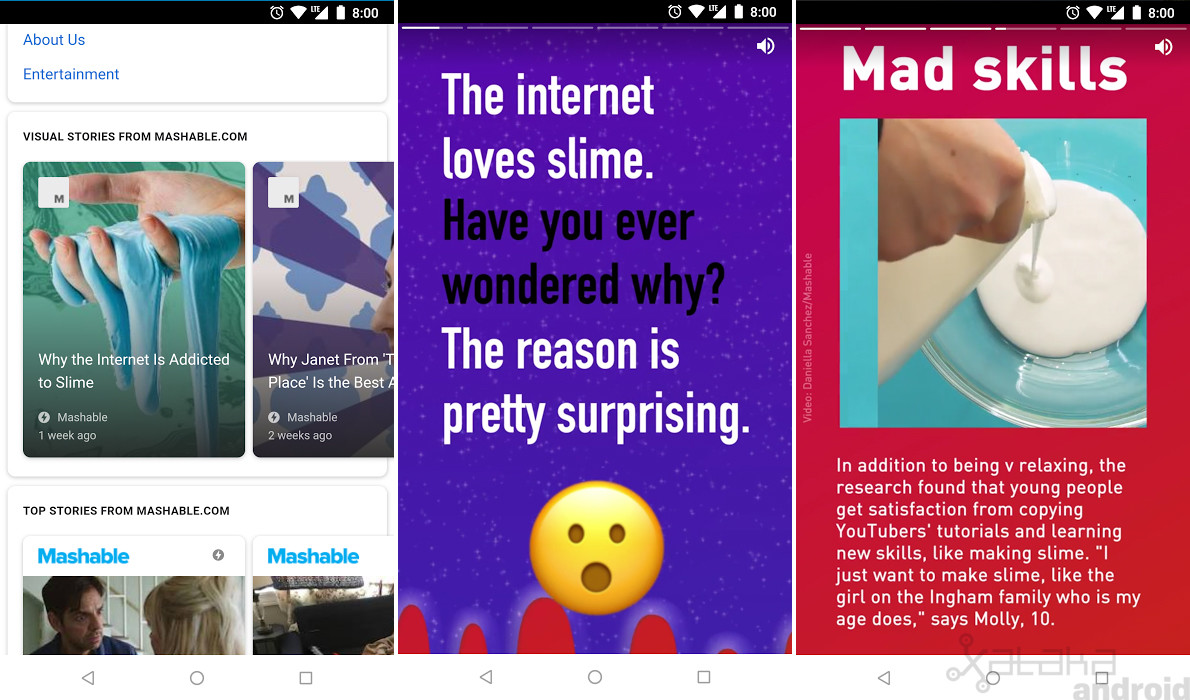 LTE 8:00
About Us
Entertainment
VISUAL STORIES FROM MASHABLE.COM
M
M
Why the Internet Is Addicted
to Slime
Mashable
1 week ago
Why Janet From 'T
Place' Is the Best A
Mashable
2 weeks ago
TOP STORIES FROM MASHABLE.COM
Mashable
Mashable
LTE 8:00
The internet
loves slime.
Have you ever
wondered why?
The reason is
pretty surprising.
LTE 8:00
Mad skills
Video: Daniella Sanchez/Mashable
In addition to being v relaxing, the
research found that young people
get satisfaction from copying
YouTubers' tutorials and learning
new skills, like making slime. "I
just want to make slime, like the
girl on the Ingham family who is my
age does," says Molly, 10.
xataka
android